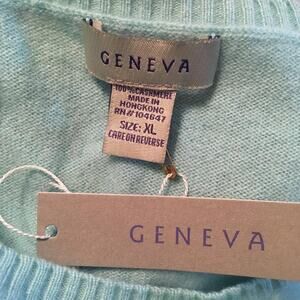 GENEVA
100% CASHMERE
MADE IN
HONGKONG
RN# 104647
SIZE: XL
CARE ON REVERSE
GENEVA